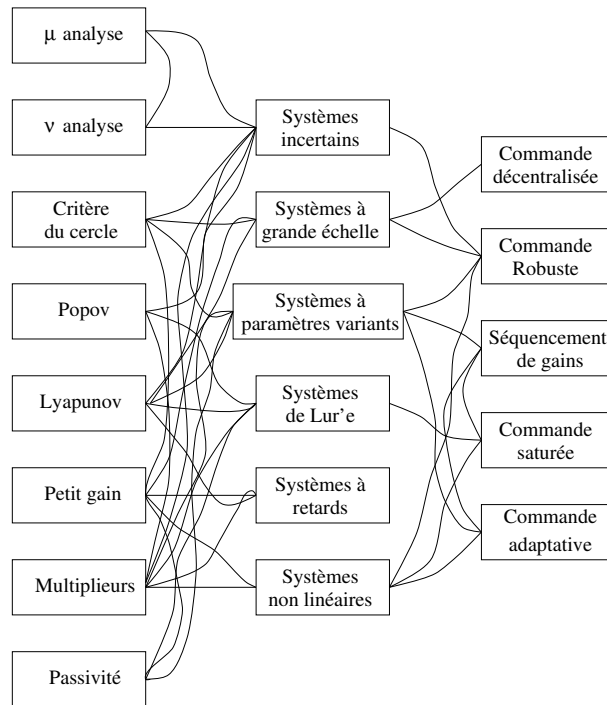 μ analyse
ν analyse
Critère
du cercle
Popov
Lyapunov
Petit gain
Multiplieurs
Passivité
Systèmes
incertains
Systèmes à
grande échelle
Systèmes à
paramètres variants
Systèmes
de Lur'e
Systèmes à
retards
Systèmes
non linéaires
Commande
décentralisée
Commande
Robuste
Séquencement
de gains
Commande
saturée
Commande
adaptative